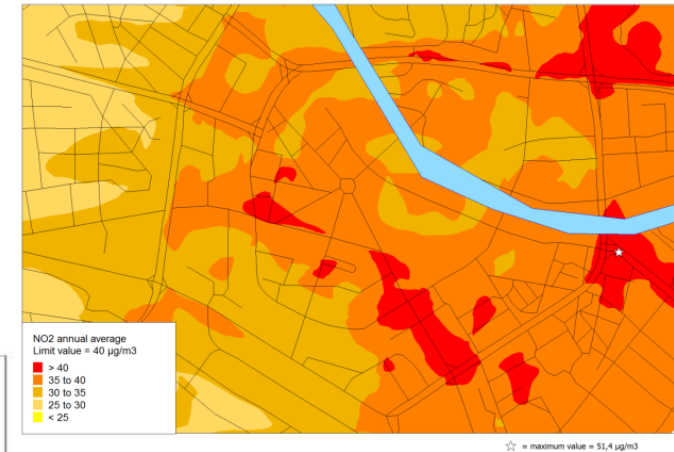 NO2 annual average
Limit value = 40 µg/m3
> 40
35 to 40
30 to 35
25 to 30
< 25
= maximum value = 51,4 µg/m3